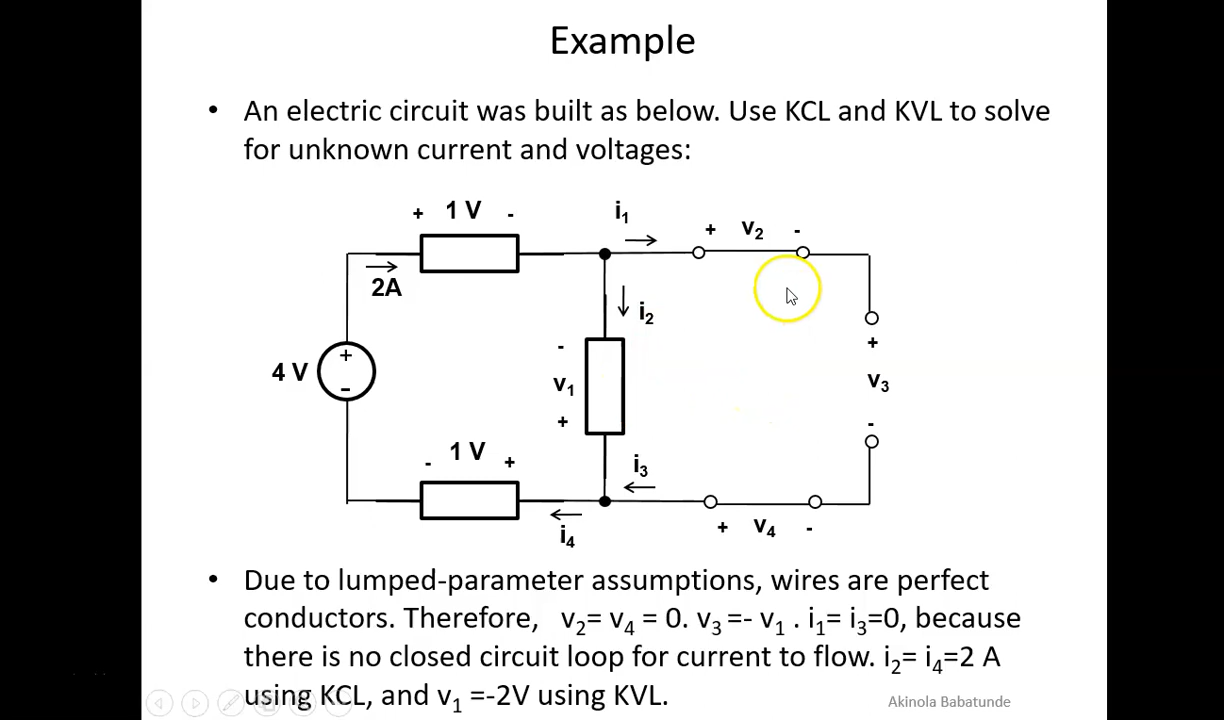 Example
• An electric circuit was built as below. Use KCL and KVL to solve
for unknown current and voltages:
+ 1 V -
i₁
+ v₂ -
2A
i₂
+
4 V
-
-
v₁
+
+
v₃
-
- 1 V +
i₃
i₄
+ v₄ -
• Due to lumped-parameter assumptions, wires are perfect
conductors. Therefore, v₂= v₄ = 0. v₃ =- v₁ . i₁= i₃=0, because
there is no closed circuit loop for current to flow. i₂= i₄=2 A
using KCL, and v₁ =-2V using KVL.
Akinola Babatunde